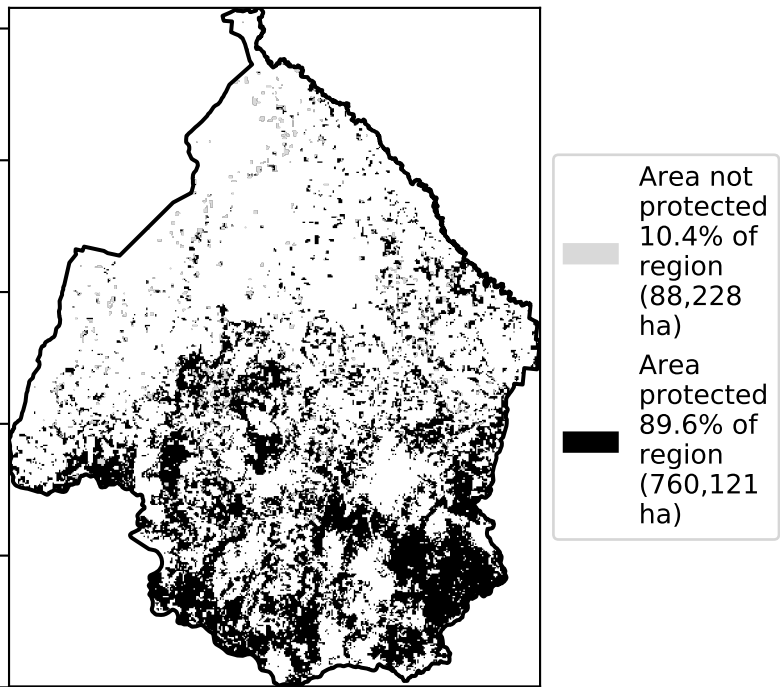 Area not
protected
10.4% of
region
(88,228
ha)
Area
protected
89.6% of
region
(760,121
ha)